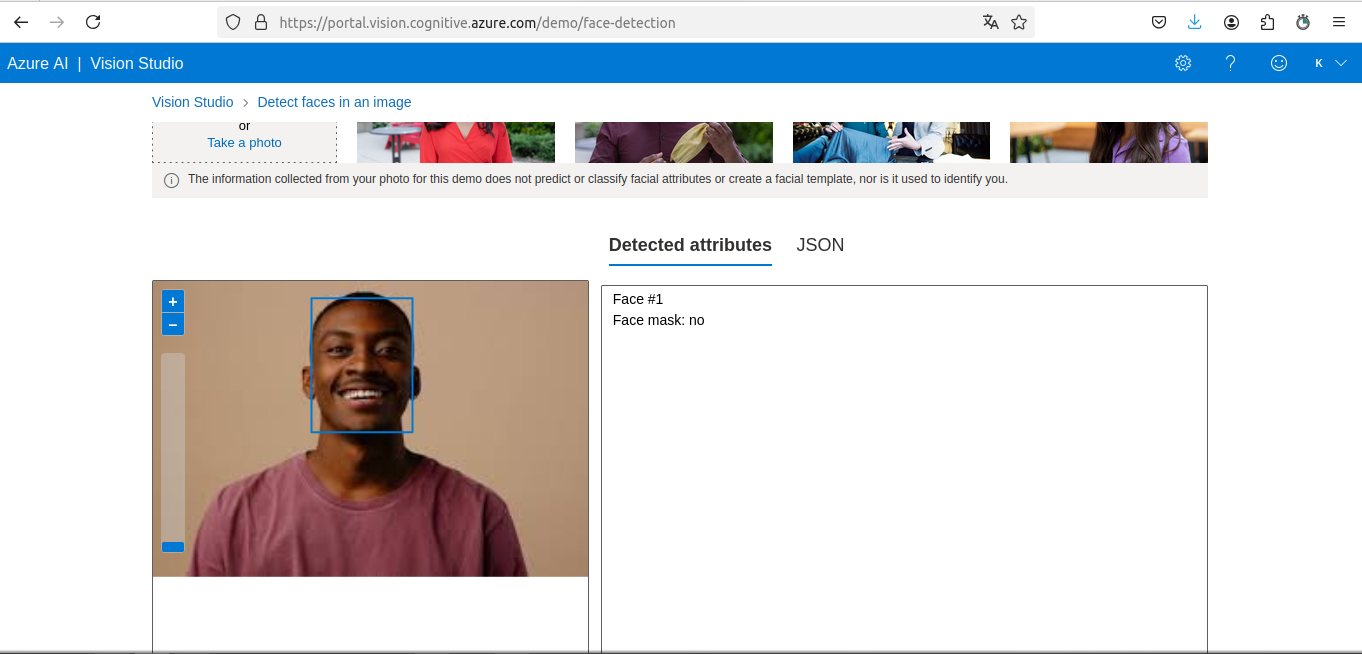 https://portal.vision.cognitive.azure.com/demo/face-detection
Azure AI | Vision Studio
K
Vision Studio > Detect faces in an image
or
Take a photo
The information collected from your photo for this demo does not predict or classify facial attributes or create a facial template, nor is it used to identify you.
Detected attributes JSON
Face #1
Face mask: no